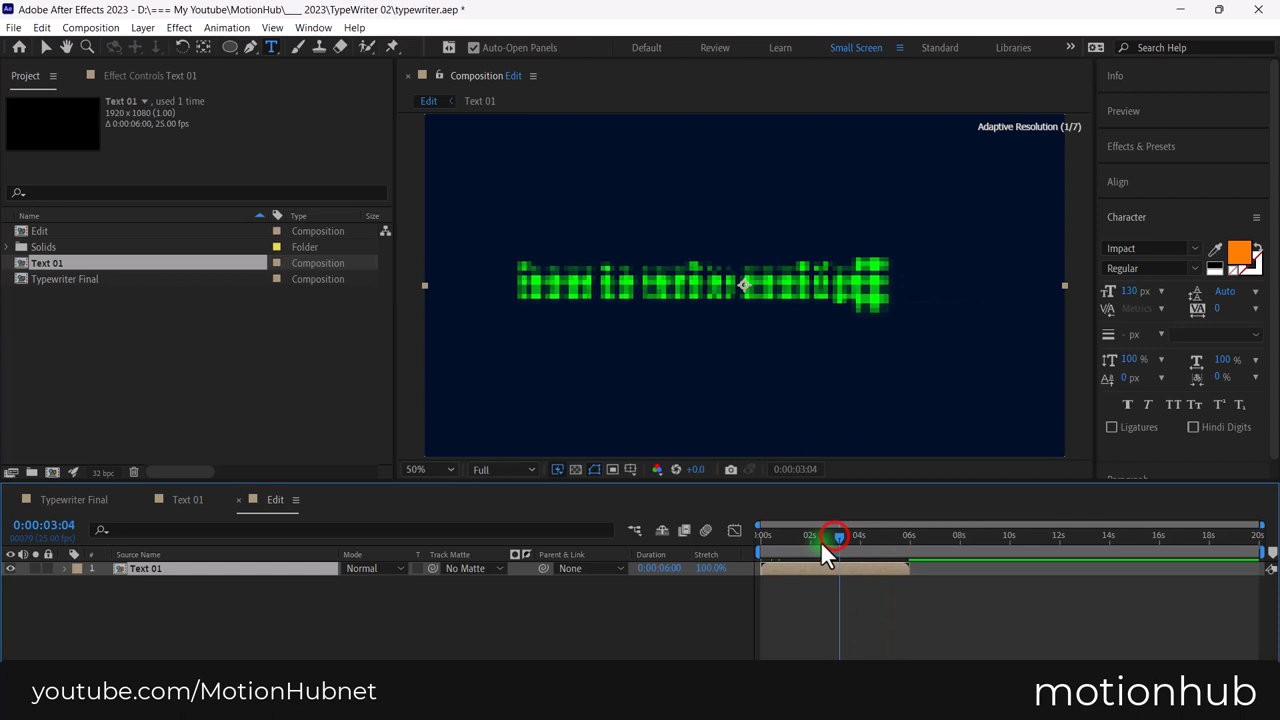 Adobe After Effects 2023 - D:\=== My Youtube\MotionHub\___ 2023\TypeWriter 02\typewriter.aep *
File Edit Composition Layer Effect Animation View Window Help
Auto-Open Panels Default Review Learn Small Screen Standard Libraries Search Help
Project Effect Controls Text 01 Composition Edit Info
Edit Text 01
Text 01 , used 1 time
1920 x 1080 (1.00)
Δ 0:00:06:00, 25.00 fps
Adaptive Resolution (1/7)
Preview
Effects & Presets
Align
Character
Name Type Size
Edit Composition
Solids Folder
Text 01 Composition
Typewriter Final Composition
Impact
Regular
130 px Auto
Metrics 0
- px
100 % 100 %
0 px 0 %
T T TT Tt T¹ T₁
Ligatures Hindi Digits
32 bpc
50% Full +0.0 0:00:03:04
Typewriter Final Text 01 Edit
0:00:03:04
00079 (25.00 fps)
:00s 02s 04s 06s 08s 10s 12s 14s 16s 18s 20s
# Source Name Mode T Track Matte Parent & Link Duration Stretch
1 Text 01 Normal No Matte None 0:00:06:00 100.0%
youtube.com/MotionHubnet
motionhub